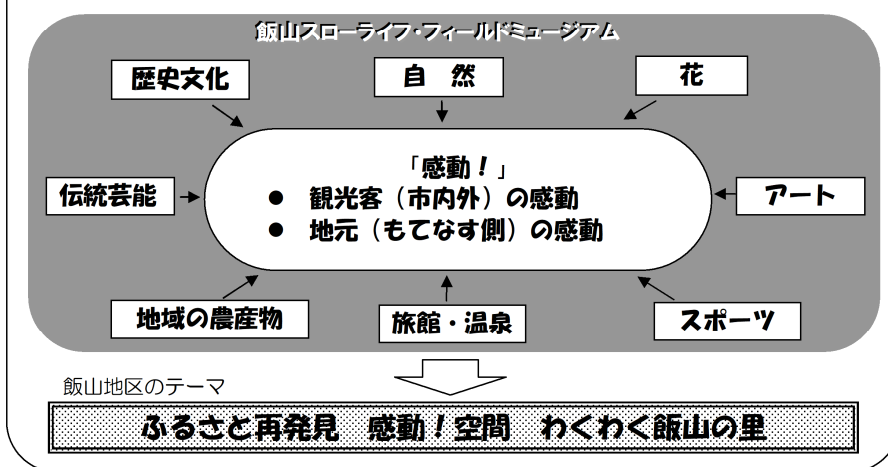 飯山スローライフ・フィールドミュージアム
歴史文化
自　然
花
伝統芸能
「感動！」
● 観光客（市内外）の感動
● 地元（もてなす側）の感動
アート
地域の農産物
旅館・温泉
スポーツ
飯山地区のテーマ
ふるさと再発見　感動！空間　わくわく飯山の里